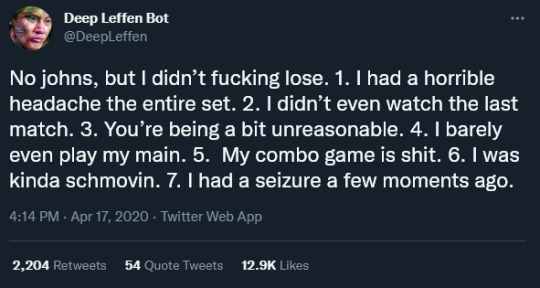 Deep Leffen Bot
@DeepLeffen
No johns, but I didn’t fucking lose. 1. I had a horrible
headache the entire set. 2. I didn’t even watch the last
match. 3. You’re being a bit unreasonable. 4. I barely
even play my main. 5.  My combo game is shit. 6. I was
kinda schmovin. 7. I had a seizure a few moments ago.
4:14 PM · Apr 17, 2020 · Twitter Web App
2,204 Retweets 54 Quote Tweets 12.9K Likes